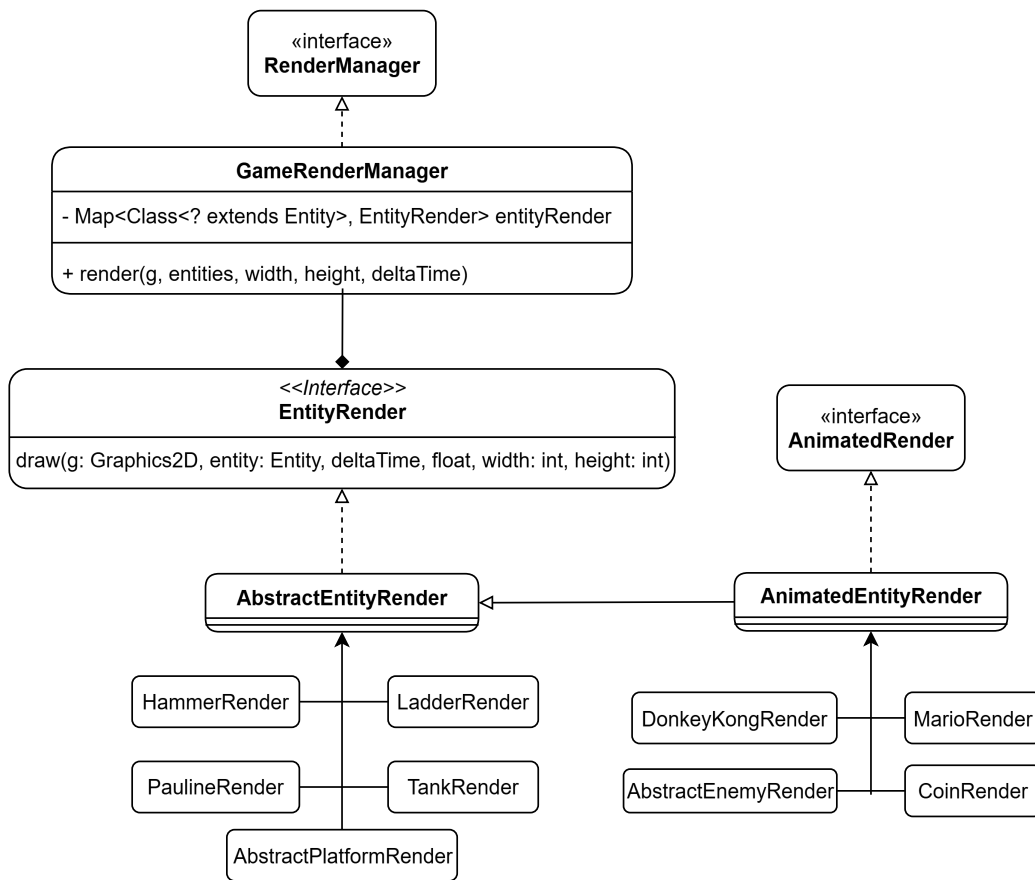 «interface»
RenderManager
GameRenderManager
- Map<Class<? extends Entity>, EntityRender> entityRender
+ render(g, entities, width, height, deltaTime)
<<Interface>>
EntityRender
draw(g: Graphics2D, entity: Entity, deltaTime, float, width: int, height: int)
«interface»
AnimatedRender
AbstractEntityRender
AnimatedEntityRender
HammerRender
LadderRender
DonkeyKongRender
MarioRender
PaulineRender
TankRender
AbstractEnemyRender
CoinRender
AbstractPlatformRender